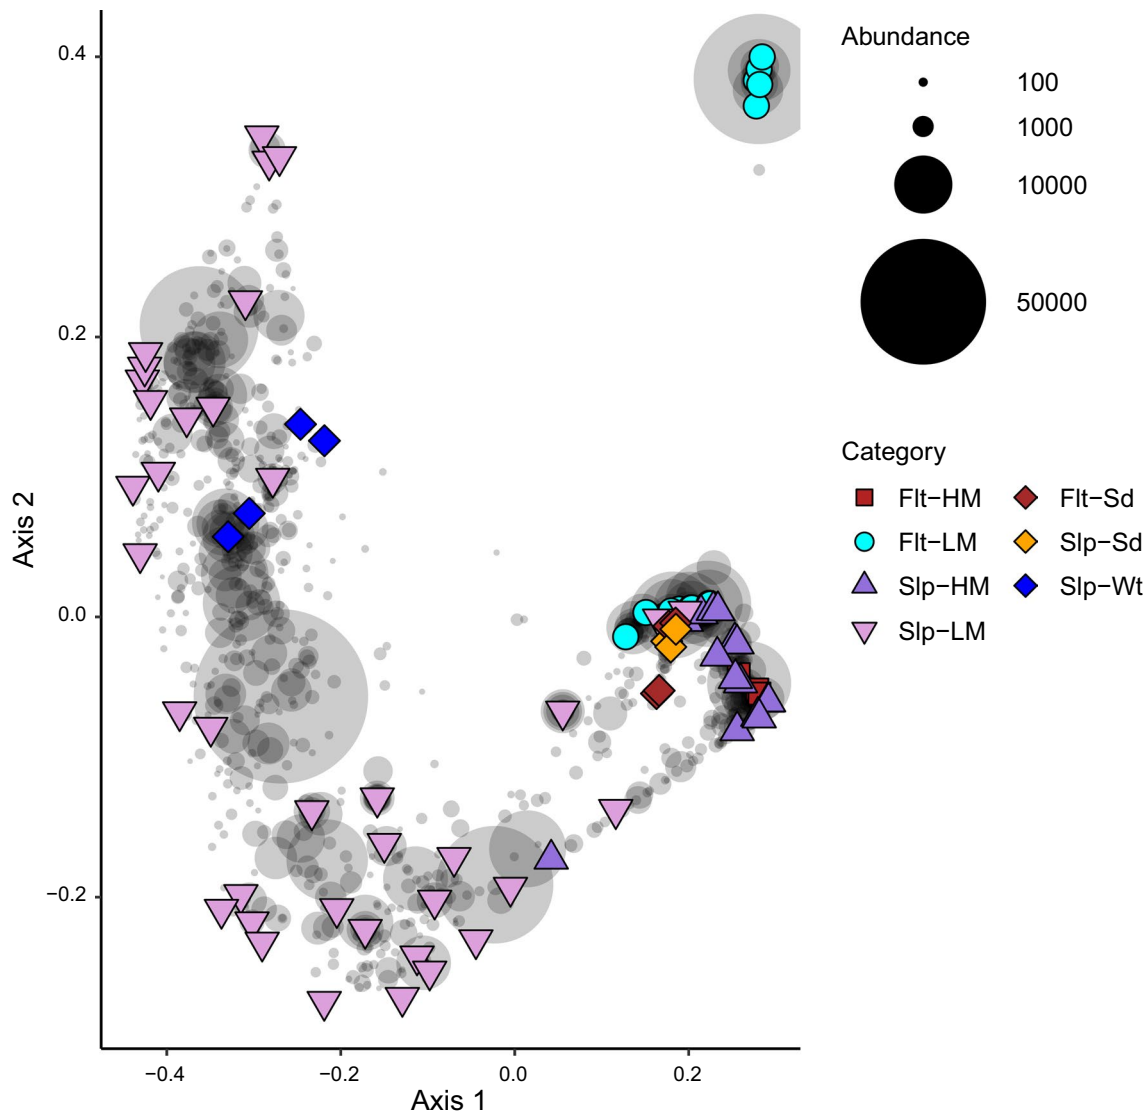 Abundance
100
1000
10000
50000
Category
Flt−HM
Flt−LM
Slp−HM
Slp−LM
Flt−Sd
Slp−Sd
Slp−Wt
0.4
0.2
0.0
−0.2
Axis 2
−0.4
−0.2
0.0
0.2
Axis 1